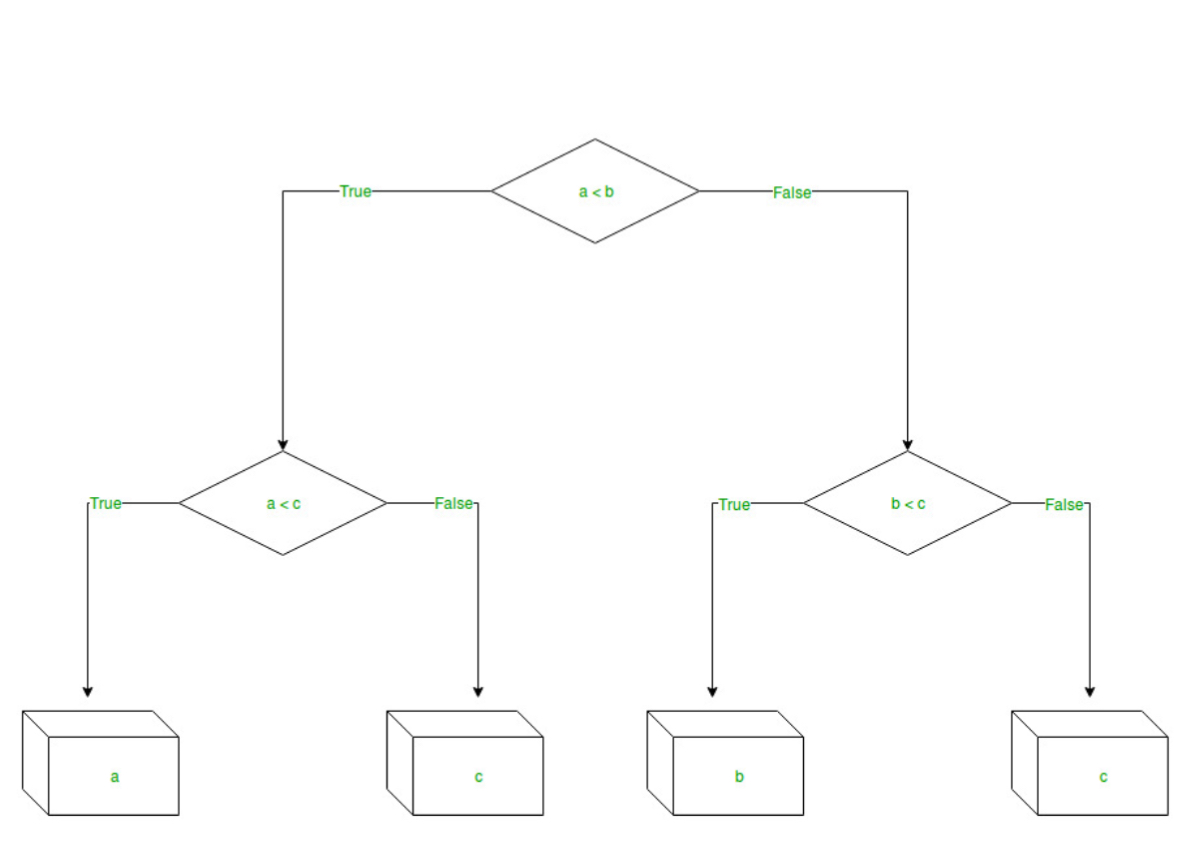 a < b
True
False
a < c
True
False
b < c
True
False
a
c
b
c